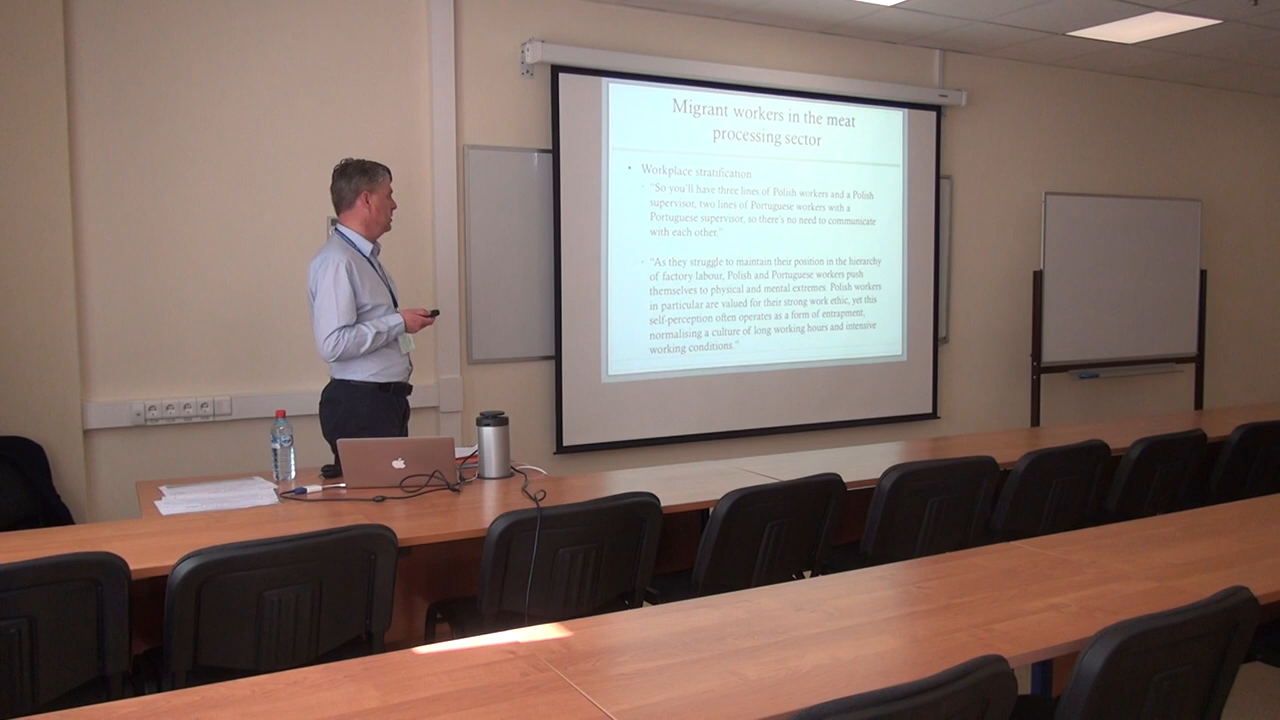 Migrant workers in the meat
processing sector
• Workplace stratification
"So you'll have three lines of Polish workers and a Polish
supervisor, two lines of Portuguese workers with a
Portuguese supervisor, so there's no need to communicate
with each other."
"As they struggle to maintain their position in the hierarchy
of factory labour, Polish and Portuguese workers push
themselves to physical and mental extremes. Polish workers
in particular are valued for their strong work ethic, yet this
self-perception often operates as a form of entrapment,
normalising a culture of long working hours and intensive
working conditions."